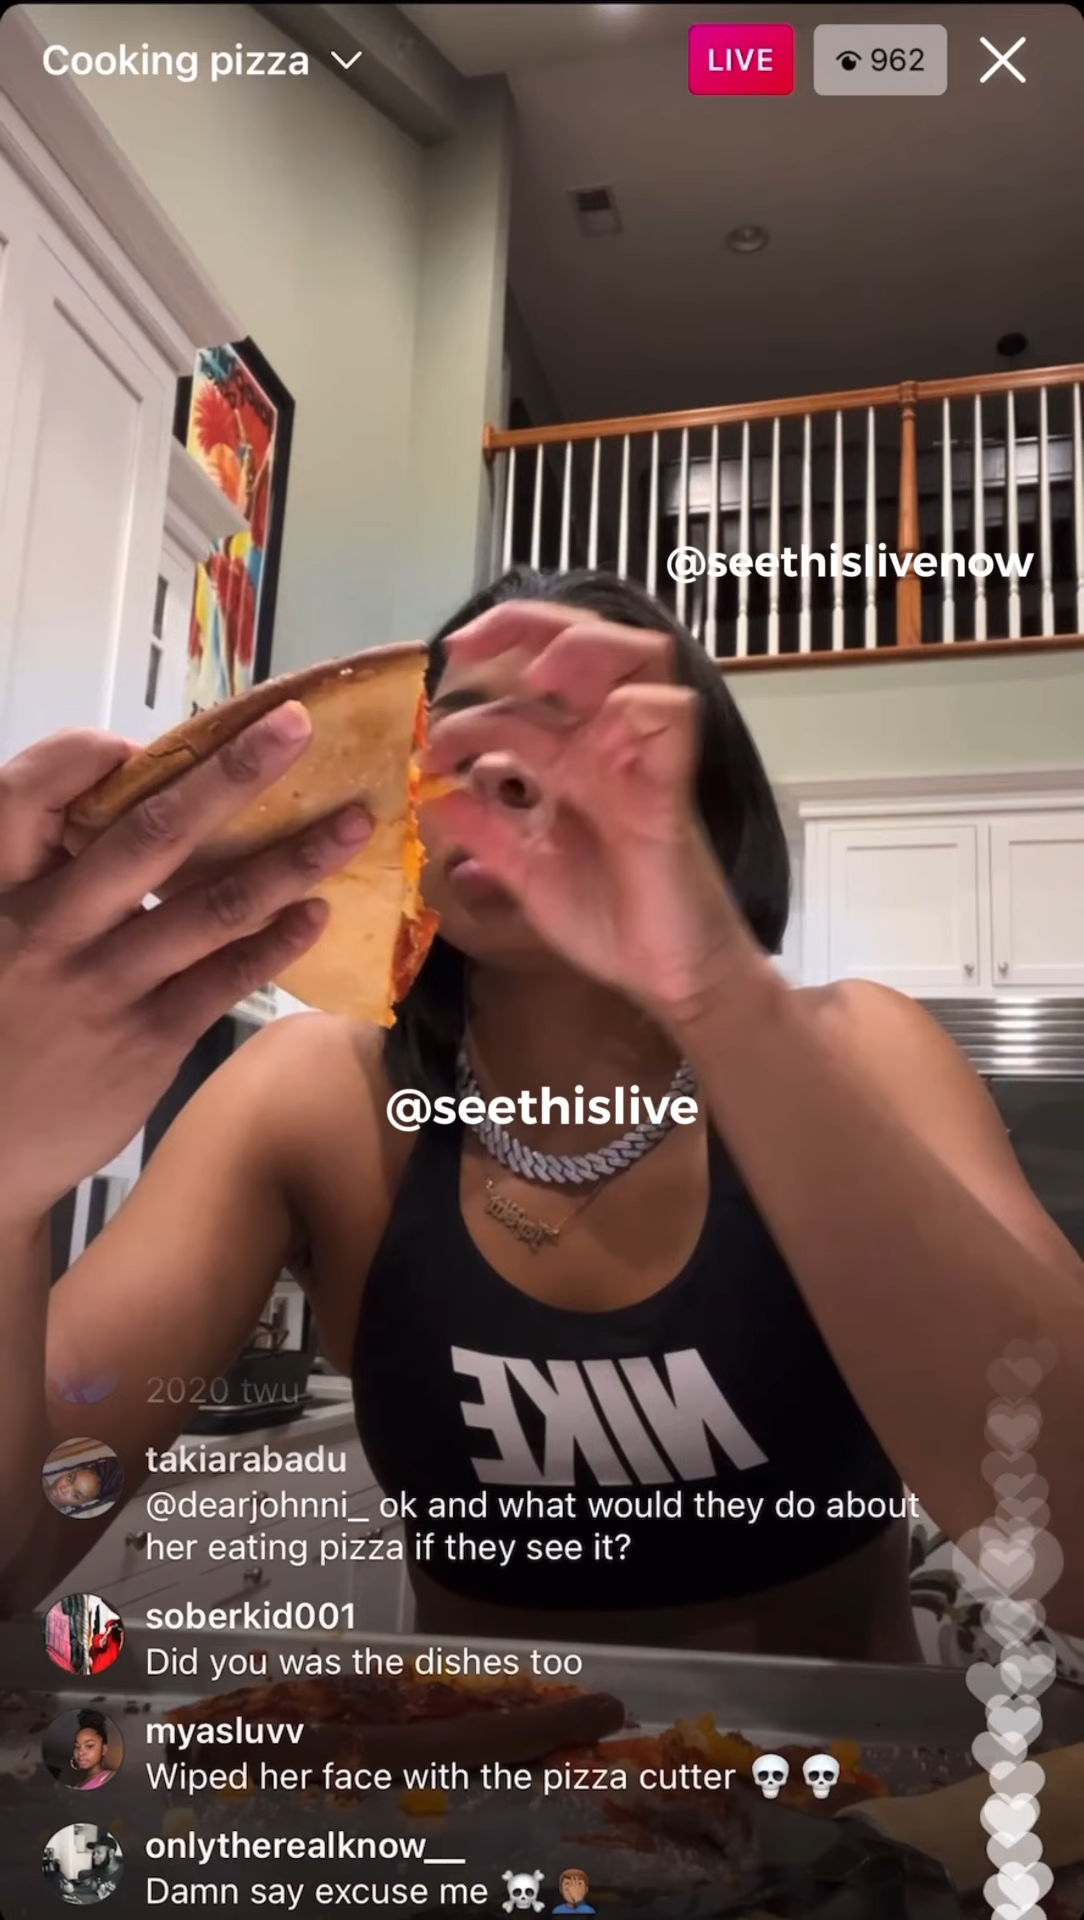 Cooking pizza
LIVE
962
@seethislivenow
@seethislive
NIKE
2020 twu
takiarabadu
@dearjohnni_ ok and what would they do about
her eating pizza if they see it?
soberkid001
Did you was the dishes too
myasluvv
Wiped her face with the pizza cutter 💀💀
onlytherealknow__
Damn say excuse me ☠️🤦🏽‍♂️